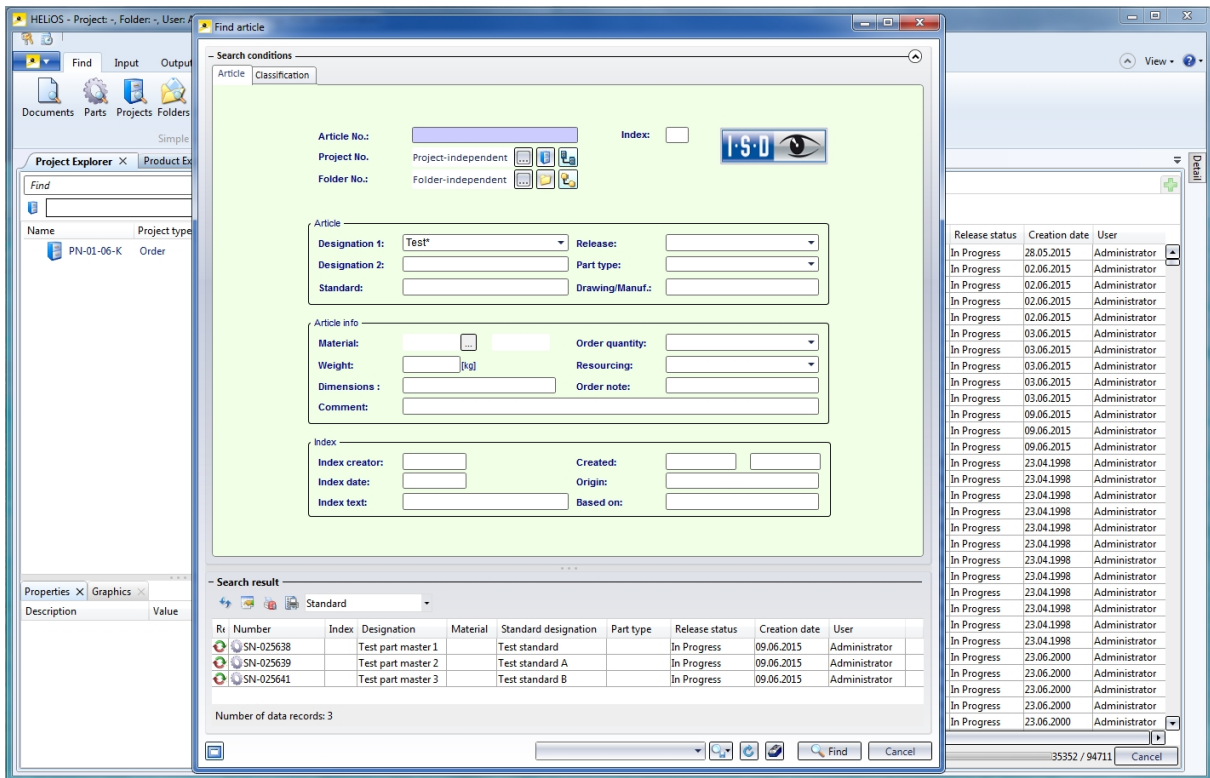 HELiOS - Project: -, Folder: -, User: A
Find article
Find Input Output
View
Documents Parts Projects Folders
Simple
Project Explorer Product Ex
Find
Name Project type
PN-01-06-K Order
Properties Graphics
Description Value
Search conditions
Article Classification
Article No.: Index:
I·S·D
Project No. Project-independent ...
Folder No.: Folder-independent ...
Article
Designation 1: Test* Release:
Designation 2: Part type:
Standard: Drawing/Manuf.:
Article info
Material: ... Order quantity:
Weight: [kg] Resourcing:
Dimensions : Order note:
Comment:
Index
Index creator: Created:
Index date: Origin:
Index text: Based on:
Search result
Standard
Re Number Index Designation Material Standard designation Part type Release status Creation date User
SN-025638 Test part master 1 Test standard In Progress 09.06.2015 Administrator
SN-025639 Test part master 2 Test standard A In Progress 09.06.2015 Administrator
SN-025641 Test part master 3 Test standard B In Progress 09.06.2015 Administrator
Number of data records: 3
Find Cancel
Detail
Release status Creation date User
In Progress 28.05.2015 Administrator
In Progress 02.06.2015 Administrator
In Progress 02.06.2015 Administrator
In Progress 02.06.2015 Administrator
In Progress 02.06.2015 Administrator
In Progress 03.06.2015 Administrator
In Progress 03.06.2015 Administrator
In Progress 03.06.2015 Administrator
In Progress 03.06.2015 Administrator
In Progress 03.06.2015 Administrator
In Progress 09.06.2015 Administrator
In Progress 09.06.2015 Administrator
In Progress 09.06.2015 Administrator
In Progress 23.04.1998 Administrator
In Progress 23.04.1998 Administrator
In Progress 23.04.1998 Administrator
In Progress 23.04.1998 Administrator
In Progress 23.04.1998 Administrator
In Progress 23.04.1998 Administrator
In Progress 23.04.1998 Administrator
In Progress 23.04.1998 Administrator
In Progress 23.04.1998 Administrator
In Progress 23.04.1998 Administrator
In Progress 23.04.1998 Administrator
In Progress 23.04.1998 Administrator
In Progress 23.06.2000 Administrator
In Progress 23.06.2000 Administrator
In Progress 23.06.2000 Administrator
In Progress 23.06.2000 Administrator
In Progress 23.06.2000 Administrator
35352 / 94711 Cancel